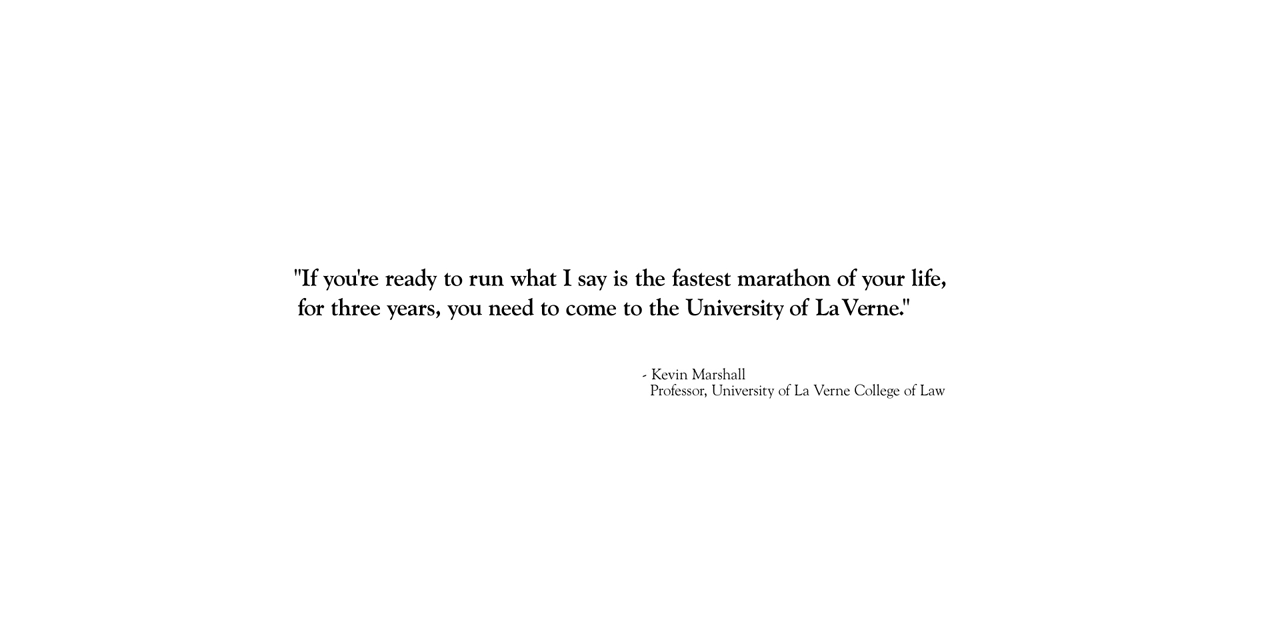 "If you're ready to run what I say is the fastest marathon of your life,
for three years, you need to come to the University of La Verne."
- Kevin Marshall
Professor, University of La Verne College of Law